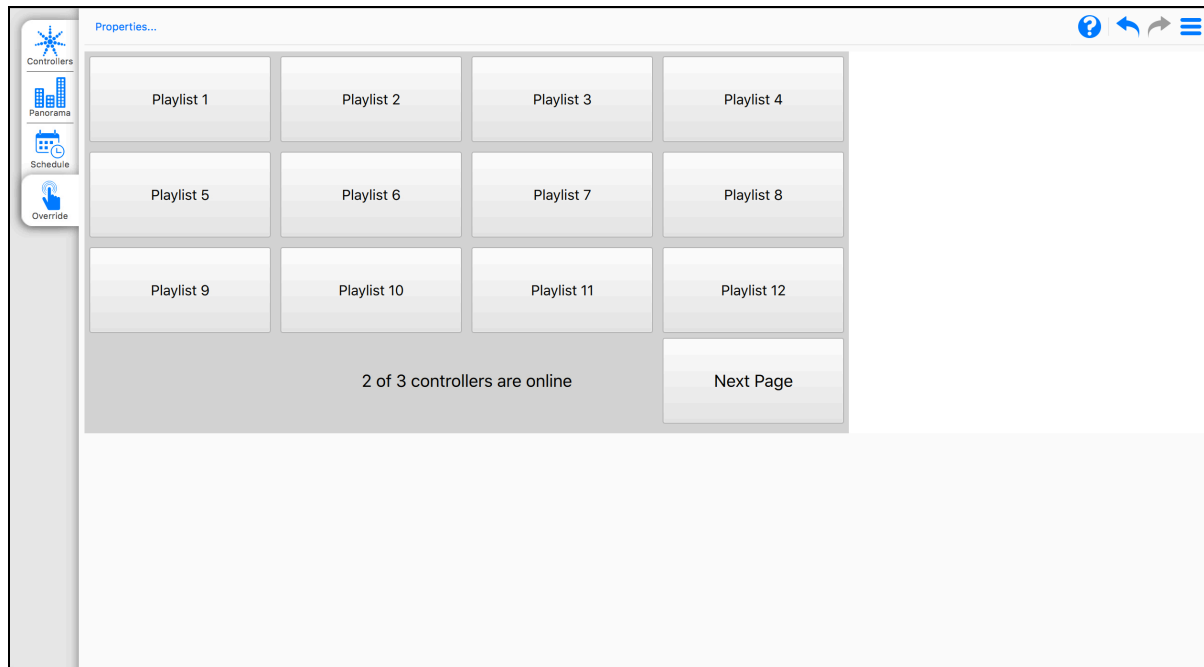 Properties...
Controllers
Panorama
Schedule
Override
Playlist 1
Playlist 2
Playlist 3
Playlist 4
Playlist 5
Playlist 6
Playlist 7
Playlist 8
Playlist 9
Playlist 10
Playlist 11
Playlist 12
2 of 3 controllers are online
Next Page